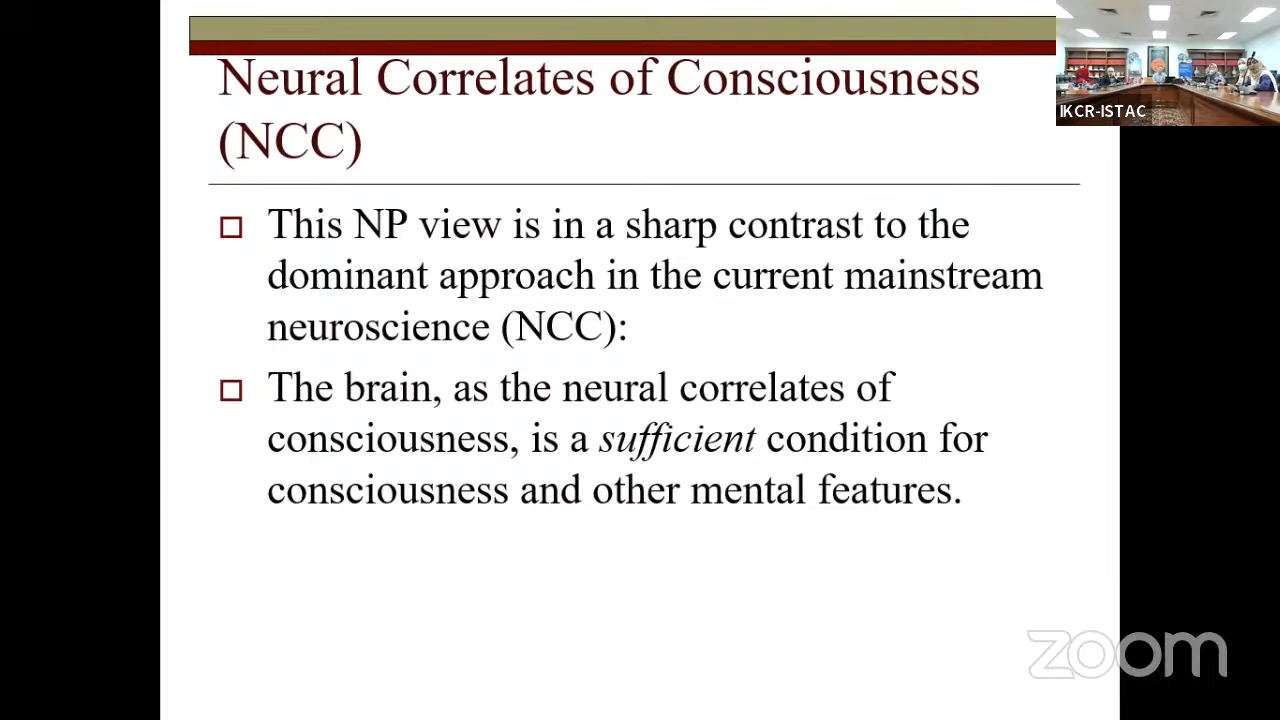 Neural Correlates of Consciousness
(NCC)
IKCR-ISTAC
This NP view is in a sharp contrast to the
dominant approach in the current mainstream
neuroscience (NCC):
The brain, as the neural correlates of
consciousness, is a sufficient condition for
consciousness and other mental features.
zoom